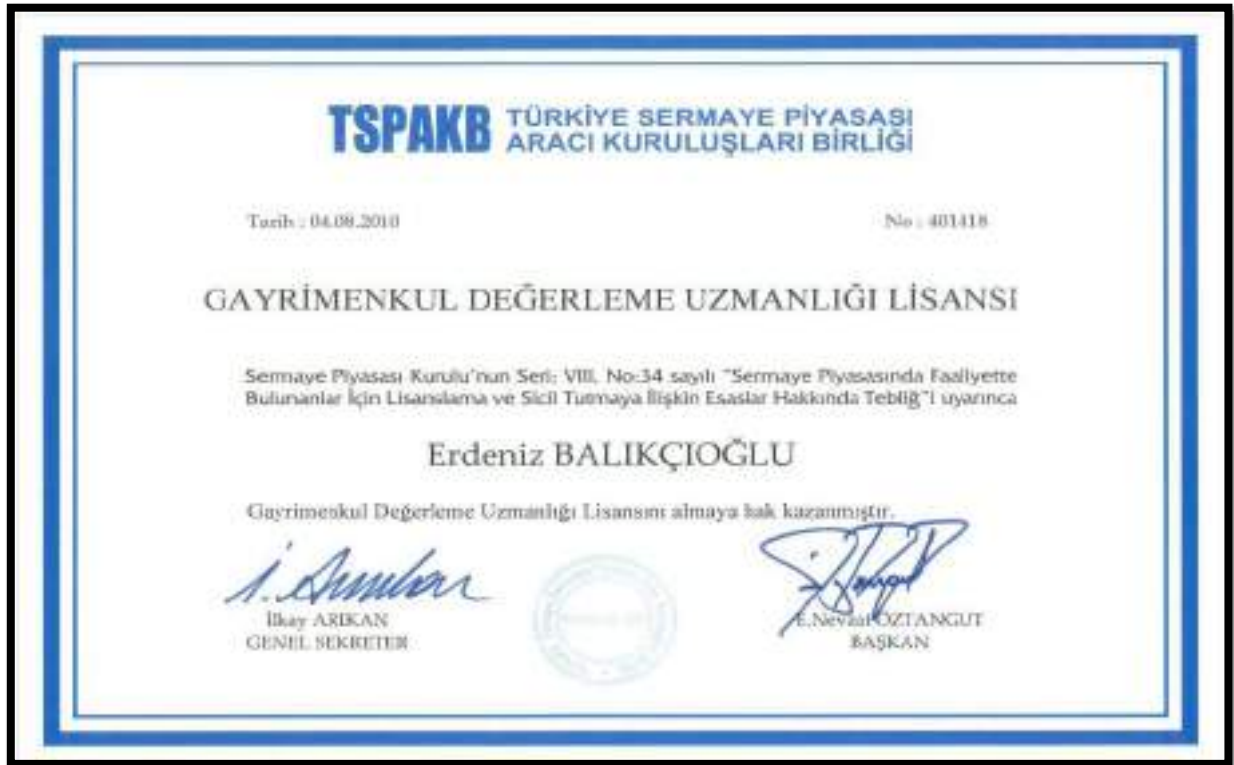 TSPAKB TÜRKİYE SERMAYE PİYASASI
ARACI KURULUŞLARI BİRLİĞİ
Tarih : 04.08.2010 No : 401418
GAYRİMENKUL DEĞERLEME UZMANLIĞI LİSANSI
Sermaye Piyasası Kurulu'nun Seri: VIII, No:34 sayılı "Sermaye Piyasasında Faaliyette
Bulunanlar İçin Lisanslama ve Sicil Tutmaya İlişkin Esaslar Hakkında Tebliğ"i uyarınca
Erdeniz BALIKÇIOĞLU
Gayrimenkul Değerleme Uzmanlığı Lisansını almaya hak kazanmıştır.
İlkay ARIKAN E.Nevzat ÖZTANGUT
GENEL SEKRETER BAŞKAN